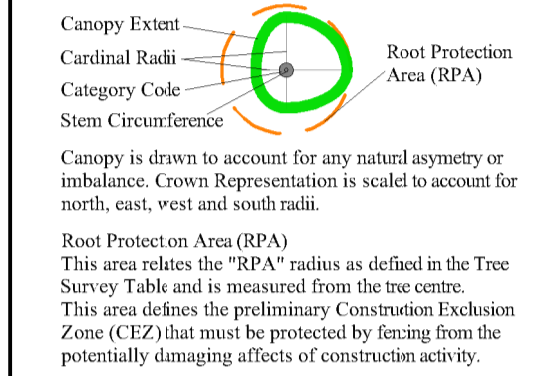 Canopy Extent
Cardinal Radii
Category Code
Stem Circumference
Root Protection
Area (RPA)
Canopy is drawn to account for any natural asymetry or
imbalance. Crown Representation is scaled to account for
north, east, west and south radii.
Root Protection Area (RPA)
This area relates the "RPA" radius as defined in the Tree
Survey Table and is measured from the tree centre.
This area defines the preliminary Construction Exclusion
Zone (CEZ) that must be protected by fencing from the
potentially damaging affects of construction activity.